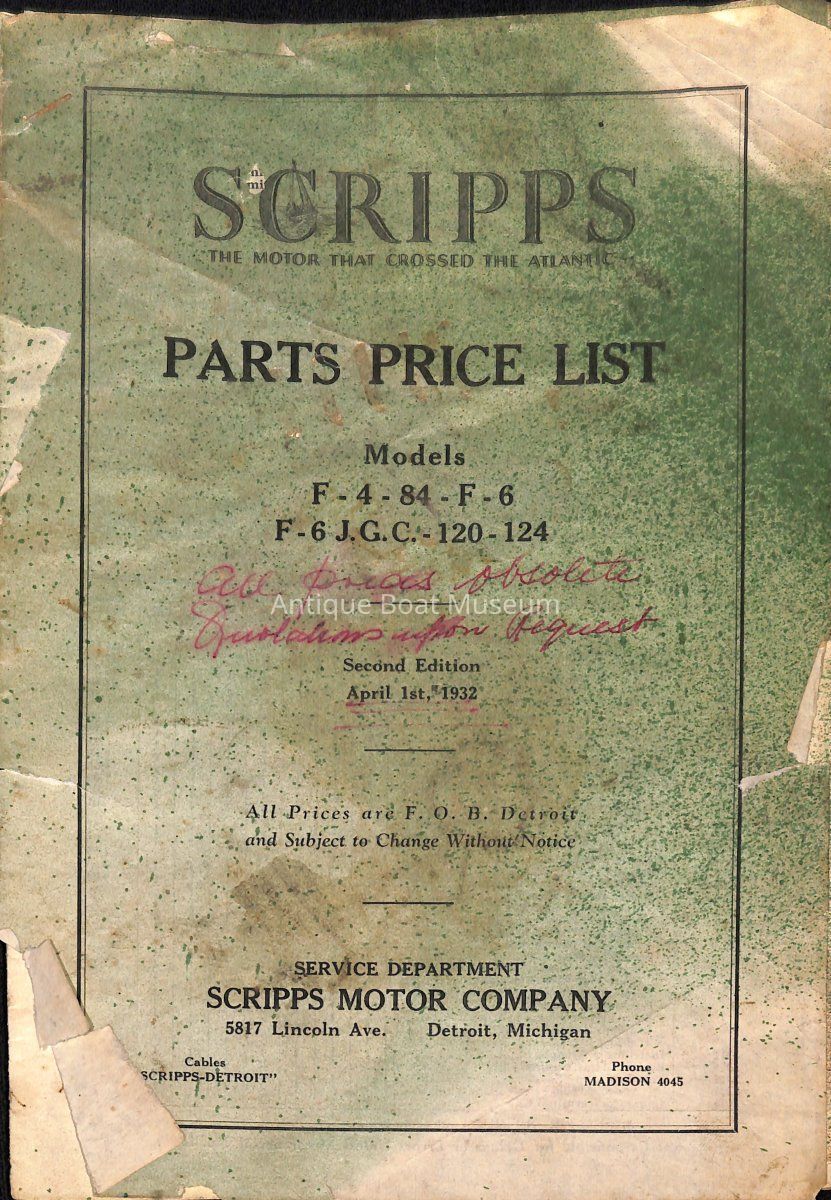 SCRIPPS
THE MOTOR THAT CROSSED THE ATLANTIC
PARTS PRICE LIST
Models
F - 4 - 84 - F - 6
F - 6 J.G.C. - 120 - 124
All prices obsolete
Antique Boat Museum
Quotations upon Request
Second Edition
April 1st, 1932
All Prices are F. O. B. Detroit
and Subject to Change Without Notice
SERVICE DEPARTMENT
SCRIPPS MOTOR COMPANY
5817 Lincoln Ave. Detroit, Michigan
Cables
SCRIPPS-DETROIT"
Phone
MADISON 4045